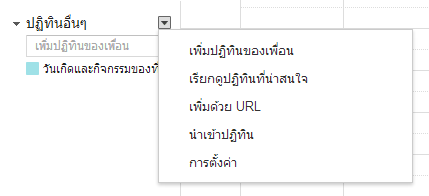 ปฏิทินอื่นๆ
เพิ่มปฏิทินของเพื่อน
วันเกิดและกิจกรรมของที่
เพิ่มปฏิทินของเพื่อน
เรียกดูปฏิทินที่น่าสนใจ
เพิ่มด้วย URL
นำเข้าปฏิทิน
การตั้งค่า